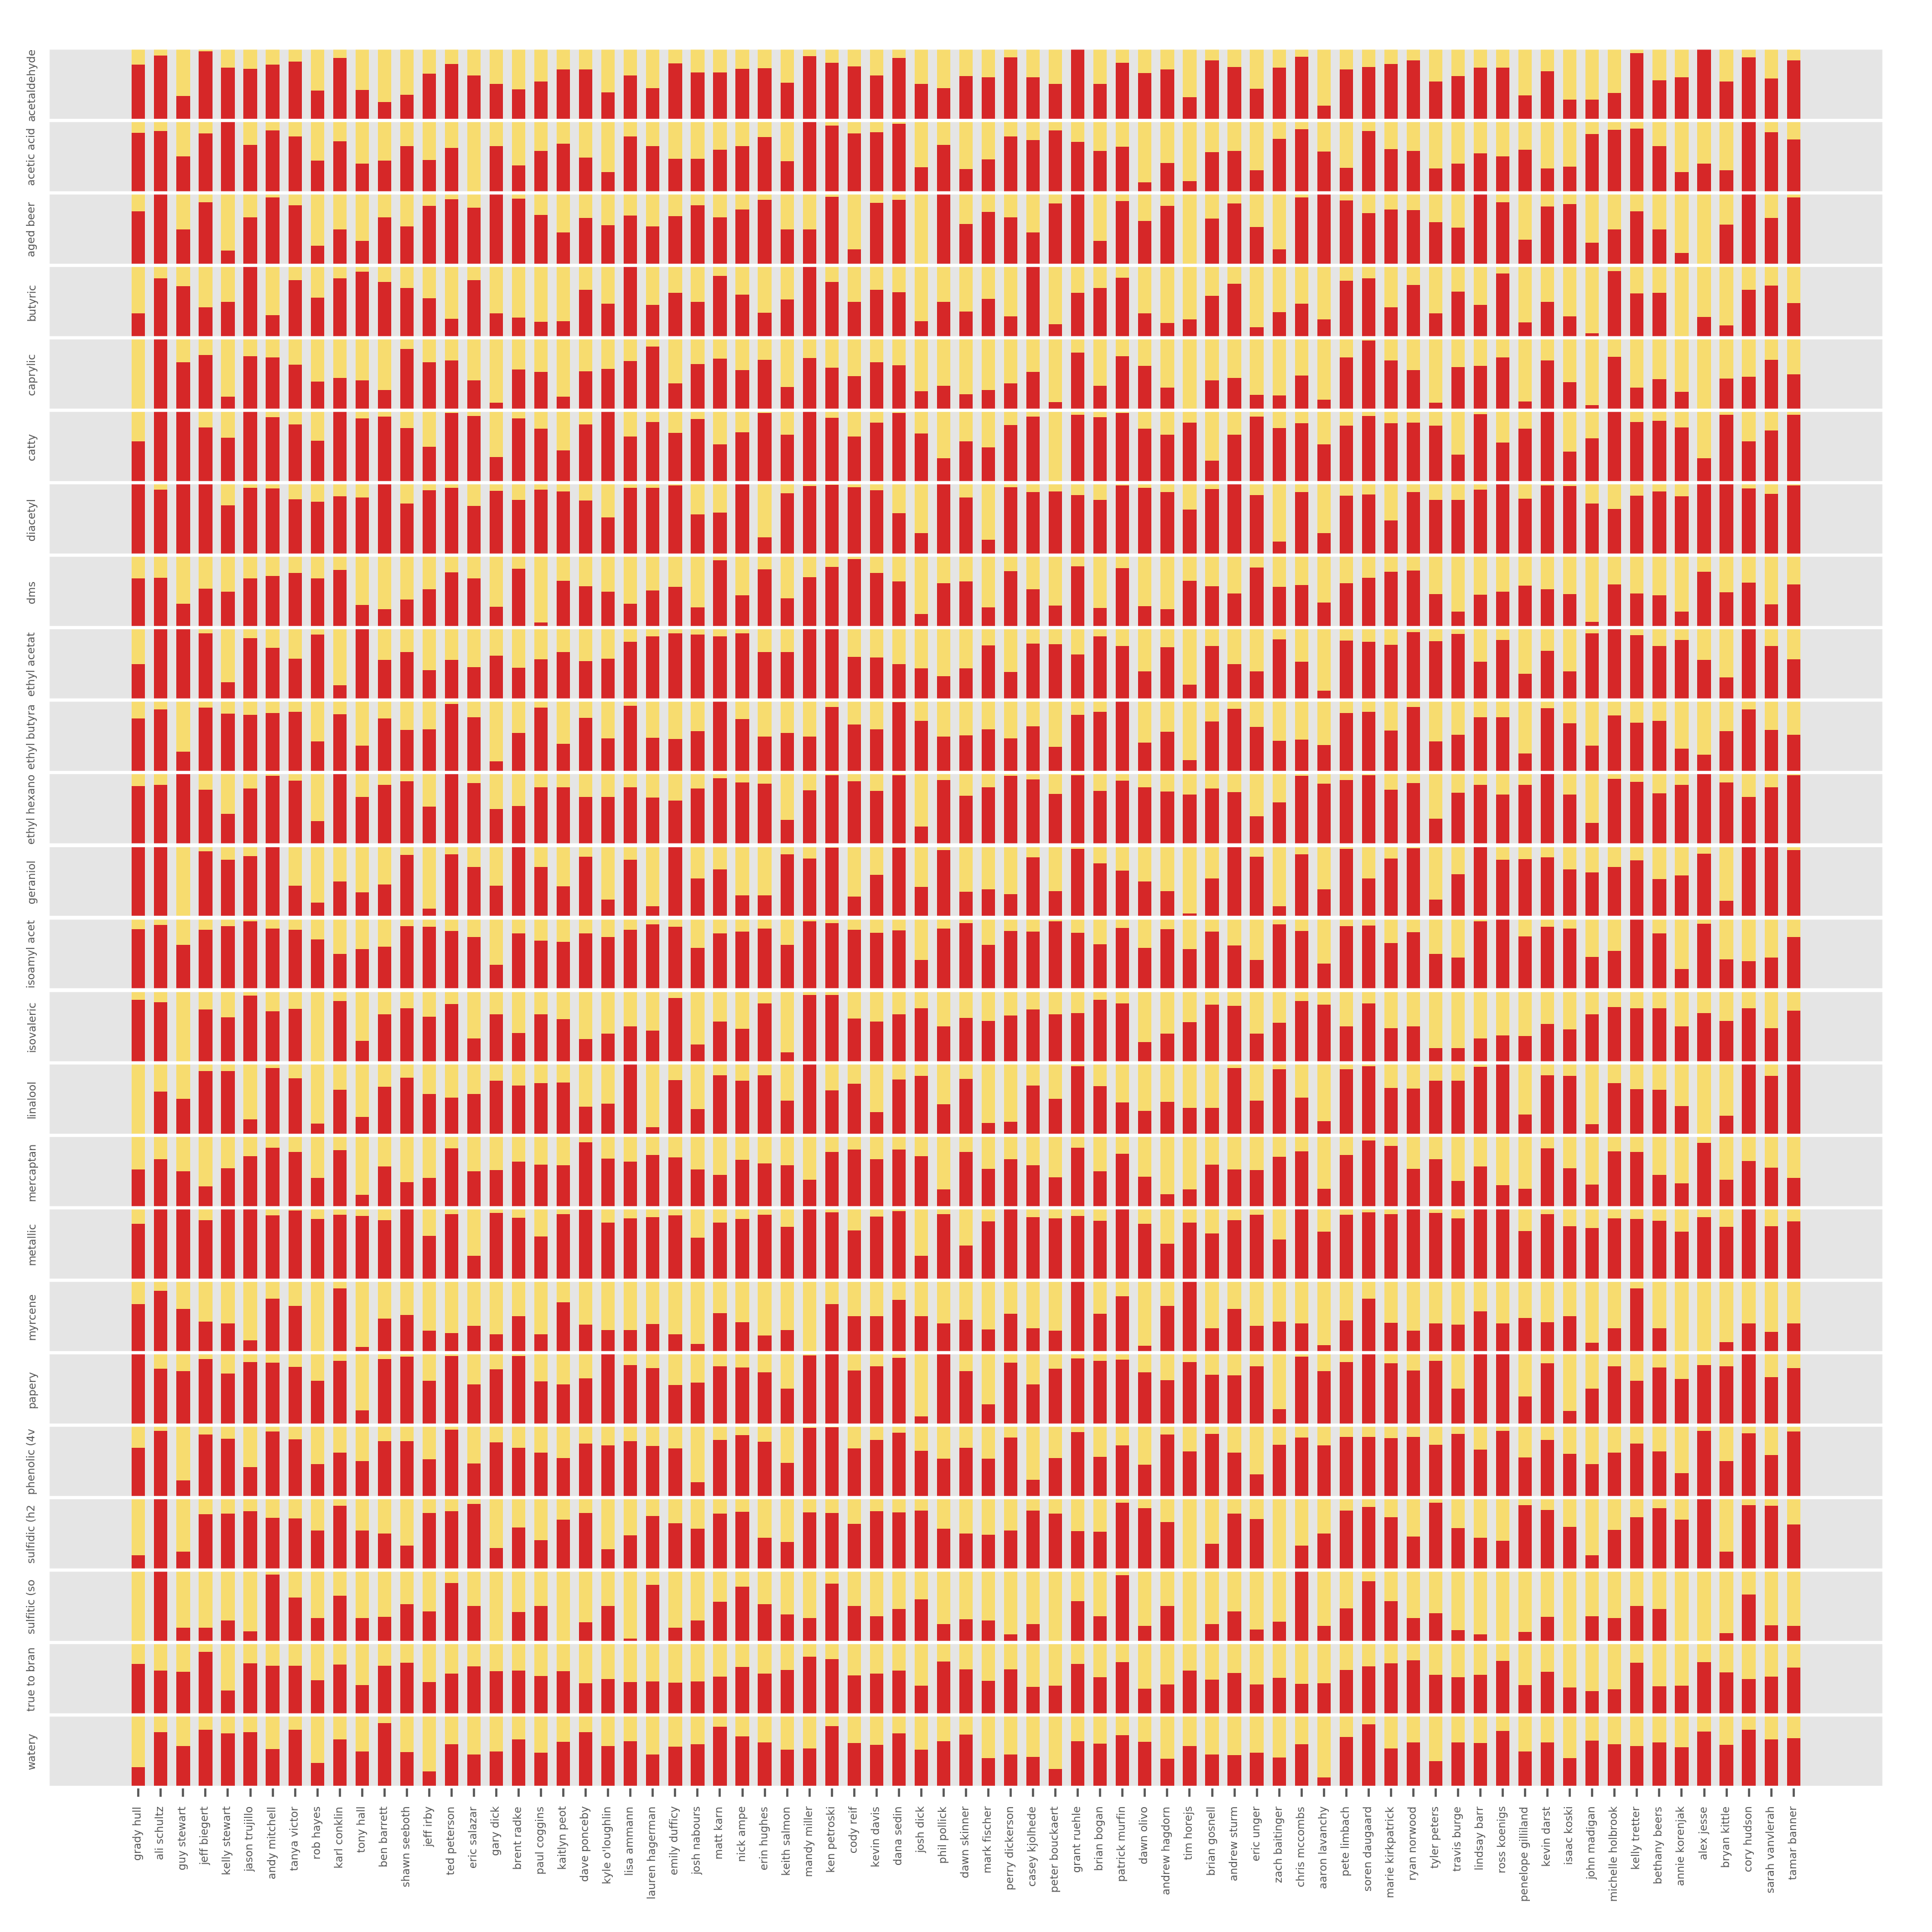 acetaldehyde
acetic acid
aged beer
butyric
caprylic
catty
diacetyl
dms
ethyl acetat
ethyl butyra
ethyl hexano
geraniol
isoamyl acet
isovaleric
linalool
mercaptan
metallic
myrcene
papery
phenolic (4v
sulfidic (h2
sulfitic (so
true to bran
watery
grady hull
ali schultz
guy stewart
jeff biegert
kelly stewart
jason trujillo
andy mitchell
tanya victor
rob hayes
karl conklin
tony hall
ben barrett
shawn seeboth
jeff irby
ted peterson
eric salazar
gary dick
brent radke
paul coggins
kaitlyn peot
dave ponceby
kyle o'loughlin
lisa ammann
lauren hagerman
emily dufficy
josh nabours
matt karn
nick ampe
erin hughes
keith salmon
mandy miller
ken petroski
cody reif
kevin davis
dana sedin
josh dick
phil pollick
dawn skinner
mark fischer
perry dickerson
casey kjolhede
peter bouckaert
grant ruehle
brian bogan
patrick murfin
dawn olivo
andrew hagdorn
tim horejs
brian gosnell
andrew sturm
eric unger
zach baitinger
chris mccombs
aaron lavanchy
pete limbach
soren daugaard
marie kirkpatrick
ryan norwood
tyler peters
travis burge
lindsay barr
ross koenigs
penelope gilliland
kevin darst
isaac koski
john madigan
michelle holbrook
kelly tretter
bethany beers
annie korenjak
alex jesse
bryan kittle
cory hudson
sarah vanvlerah
tamar banner